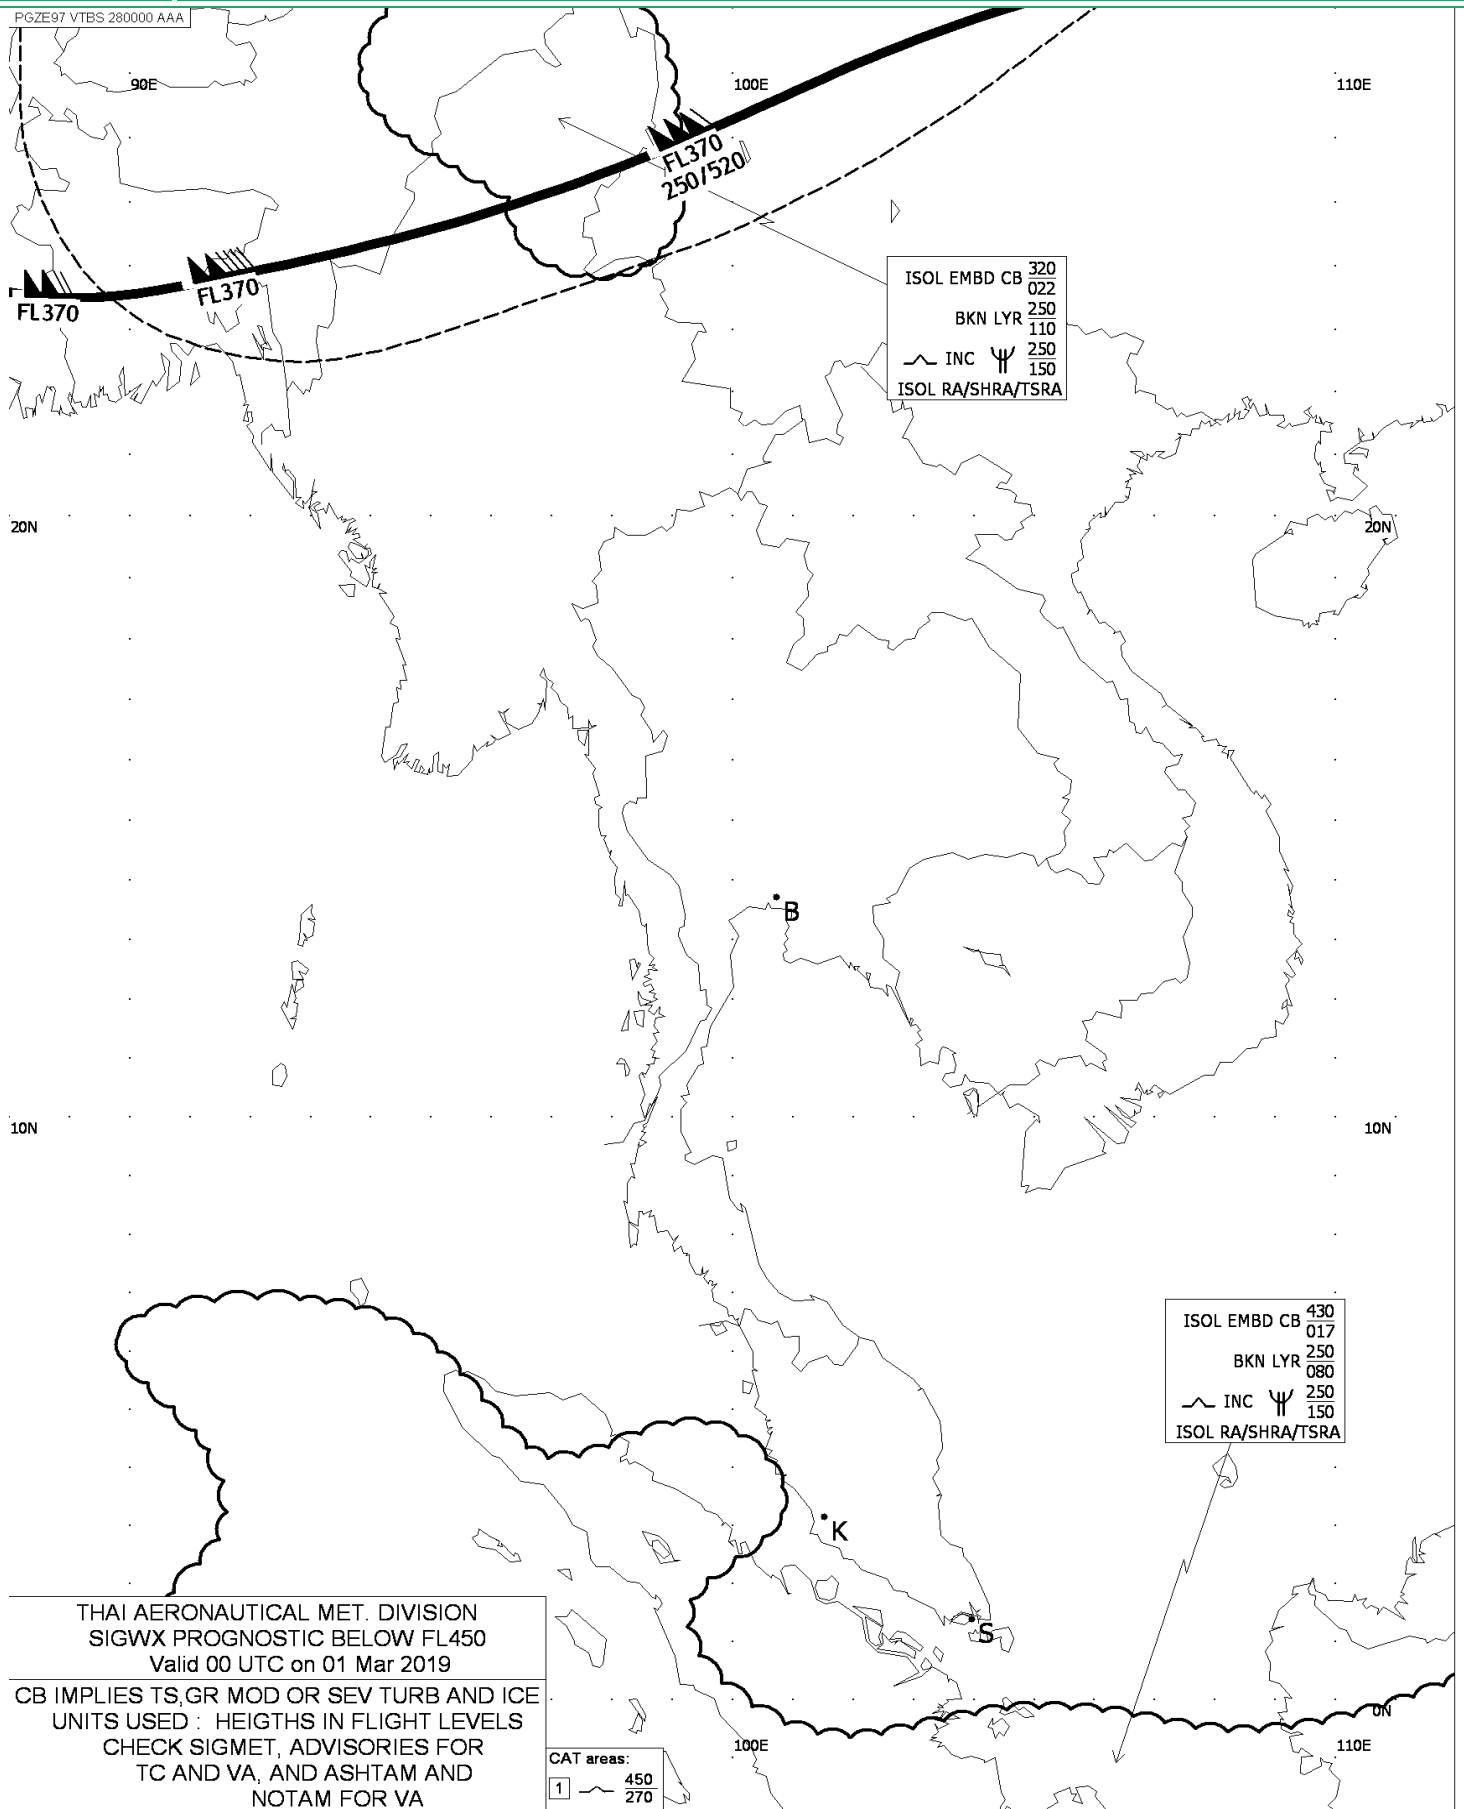 PGZE97 VTBS 280000 AAA
90E
100E
110E
FL370
250/520
FL370
FL370
ISOL EMBD CB 320
022
BKN LYR 250
110
INC 250
150
ISOL RA/SHRA/TSRA
20N
20N
B
10N
10N
ISOL EMBD CB 430
017
BKN LYR 250
080
INC 250
150
ISOL RA/SHRA/TSRA
K
S
THAI AERONAUTICAL MET. DIVISION
SIGWX PROGNOSTIC BELOW FL450
Valid 00 UTC on 01 Mar 2019
CB IMPLIES TS,GR MOD OR SEV TURB AND ICE
UNITS USED : HEIGTHS IN FLIGHT LEVELS
CHECK SIGMET, ADVISORIES FOR
TC AND VA, AND ASHTAM AND
NOTAM FOR VA
0N
100E
110E
CAT areas:
1 450
270